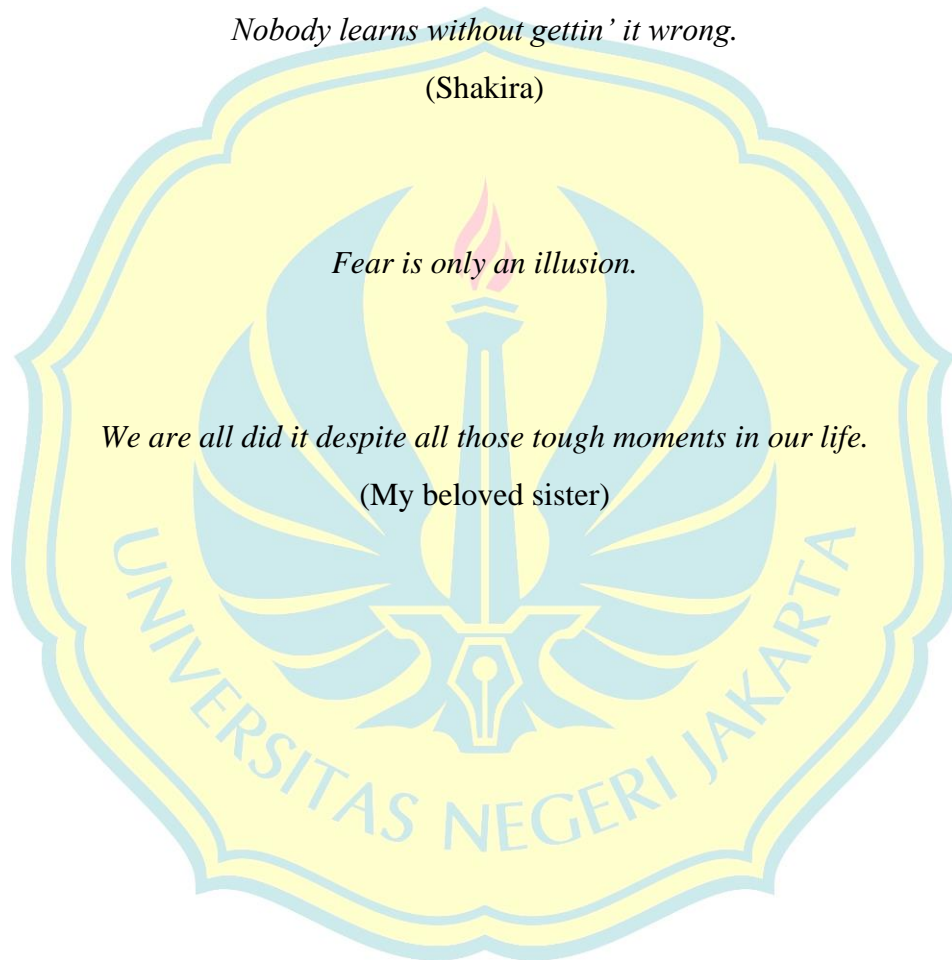 Nobody learns without gettin’ it wrong.
(Shakira)
Fear is only an illusion.
We are all did it despite all those tough moments in our life.
(My beloved sister)
UNIVERSITAS NEGERI JAKARTA